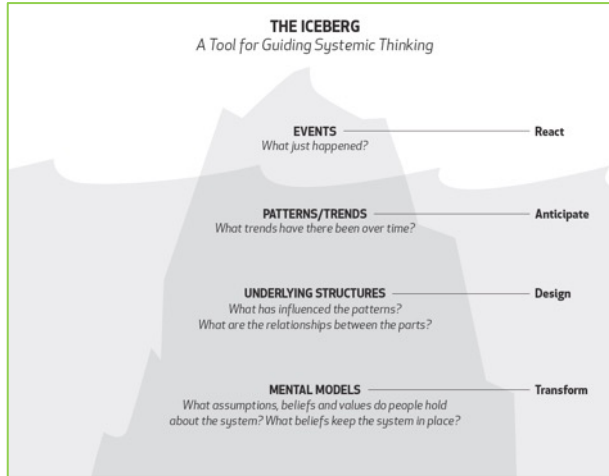 THE ICEBERG
A Tool for Guiding Systemic Thinking
EVENTS
React
What just happened?
PATTERNS/TRENDS
Anticipate
What trends have there been over time?
UNDERLYING STRUCTURES
Design
What has influenced the patterns?
What are the relationships between the parts?
MENTAL MODELS
Transform
What assumptions, beliefs and values do people hold
about the system? What beliefs keep the system in place?